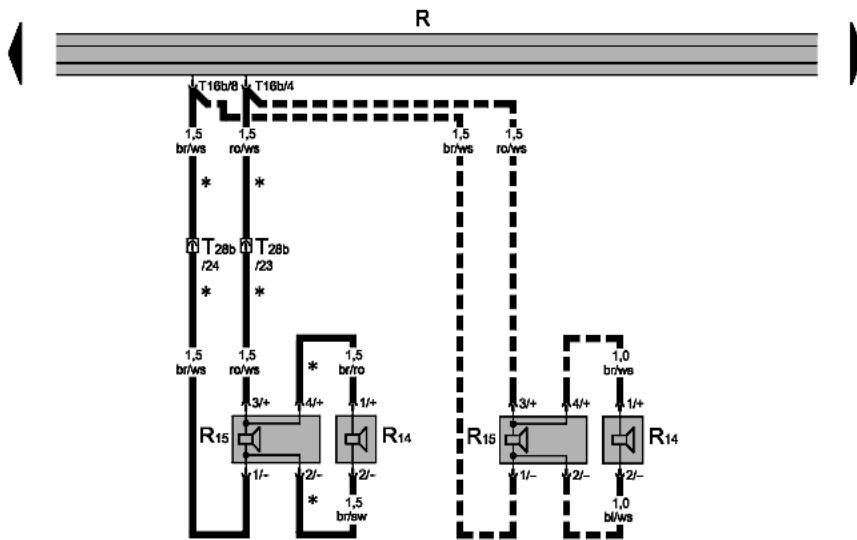 R
T16b/8 T16b/4
1,5 1,5 1,5 1,5
br/ws ro/ws br/ws ro/ws
* *
T28b T28b
/24 /23
* *
1,5 1,5 1,5 1,0
br/ws ro/ws * br/ro br/ws
3/+ 4/+ 1/+ 3/+ 4/+ 1/+
R15 R14 R15 R14
1/- 2/- 2/- 1/- 2/- 2/-
* 1,5 1,0
br/sw bl/ws